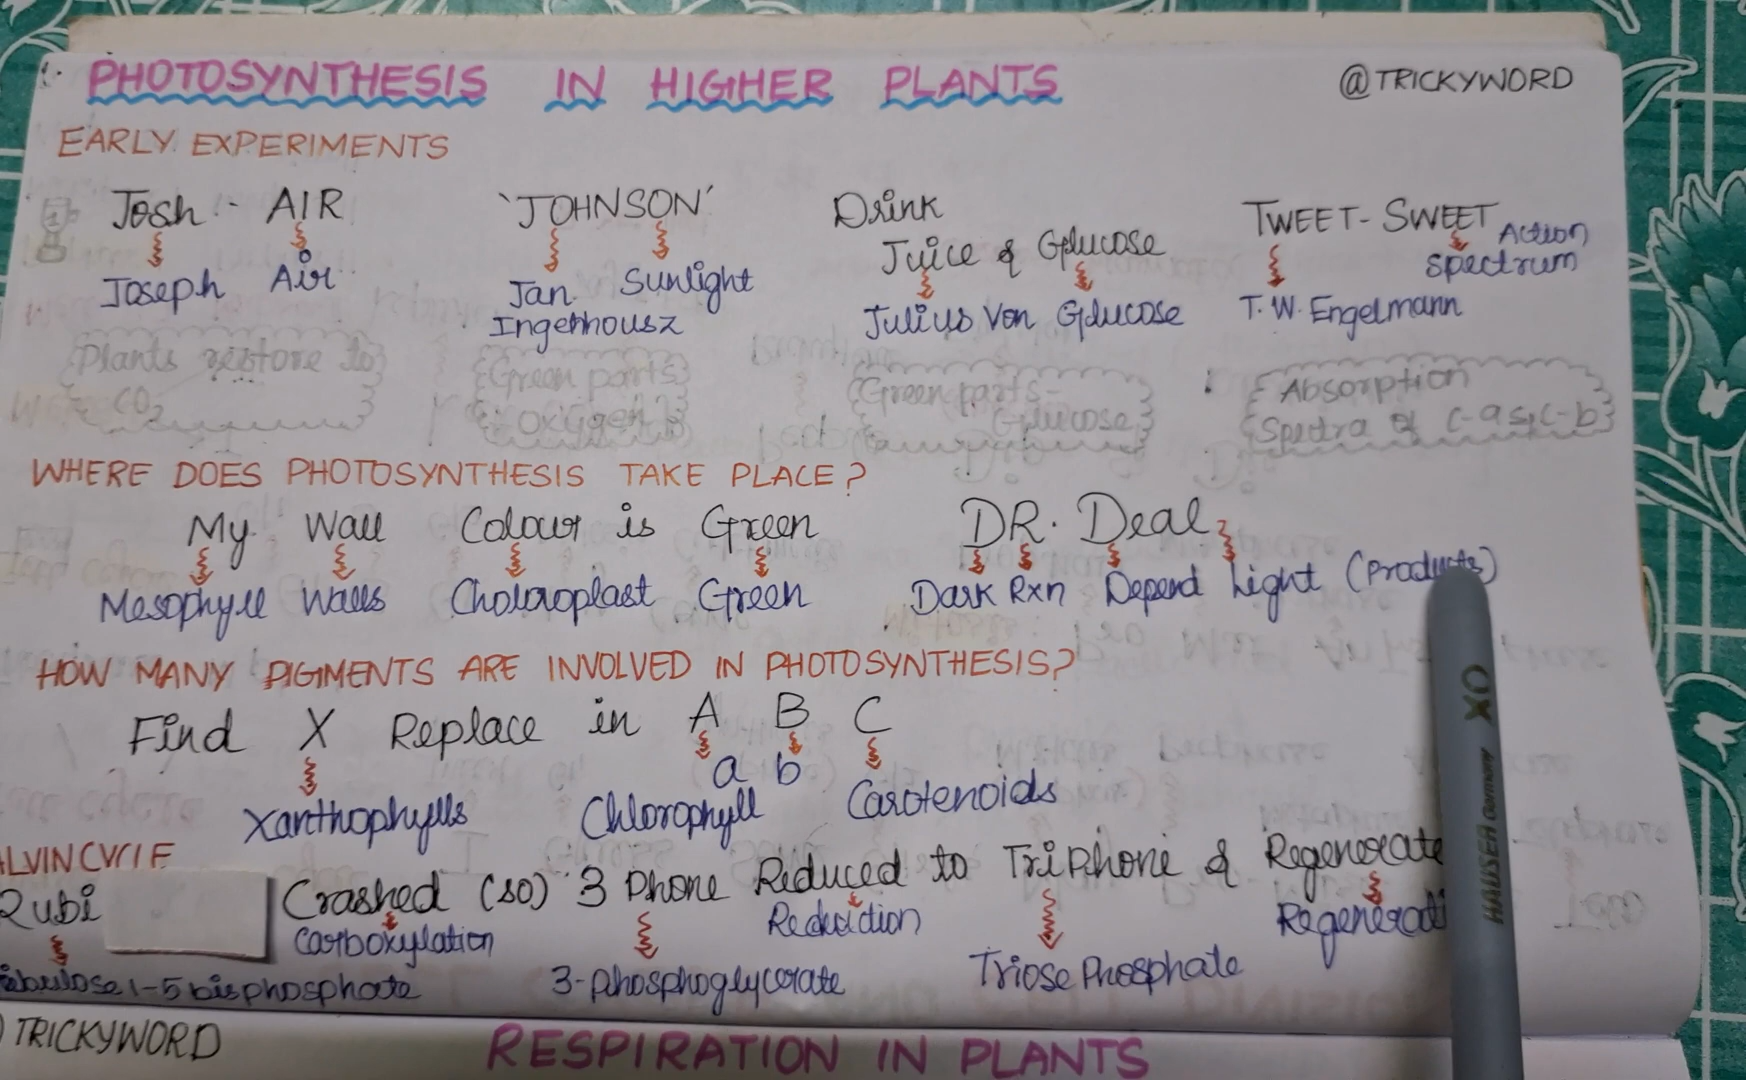 PHOTOSYNTHESIS IN HIGHER PLANTS
@TRICKYWORD
EARLY EXPERIMENTS
Josh - AIR
Joseph Air
'JOHNSON'
Jan Sunlight
Ingenhousz
Drink
Juice & Glucose
Julius Von Glucose
TWEET - SWEET
Action
Spectrum
T. W. Engelmann
Plants restore to
CO2
Green parts
oxygen
Green parts-
Glucose
Absorption
Spectra of c-a & c-b
WHERE DOES PHOTOSYNTHESIS TAKE PLACE?
My Wall Colour is Green
Mesophyll Walls Choloroplast Green
DR. Deal
Dark Rxn Depend Light (Products)
HOW MANY PIGMENTS ARE INVOLVED IN PHOTOSYNTHESIS?
Find X Replace in A B C
a b
Xanthophylls Chlorophyll Carotenoids
ALVIN CYCLE
Rubi Crashed (so) 3 Phone Reduced to TriPhone & Regenerate
Carboxylation Reduction Regenerati
ibulose 1-5 bisphosphate 3-phosphoglycerate Triose Phosphate
XO
HAUSER Germany
TRICKYWORD
RESPIRATION IN PLANTS